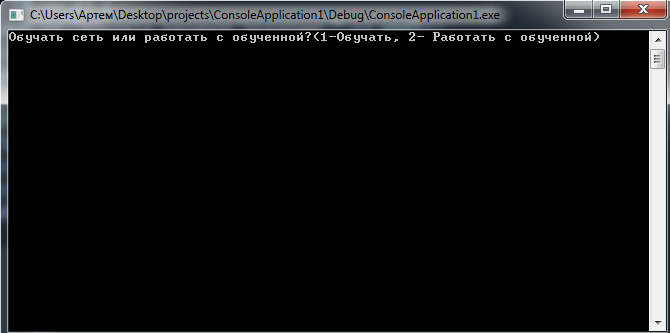 C:\Users\Артем\Desktop\projects\ConsoleApplication1\Debug\ConsoleApplication1.exe
Обучать сеть или работать с обученной?(1-Обучать, 2- Работать с обученной)